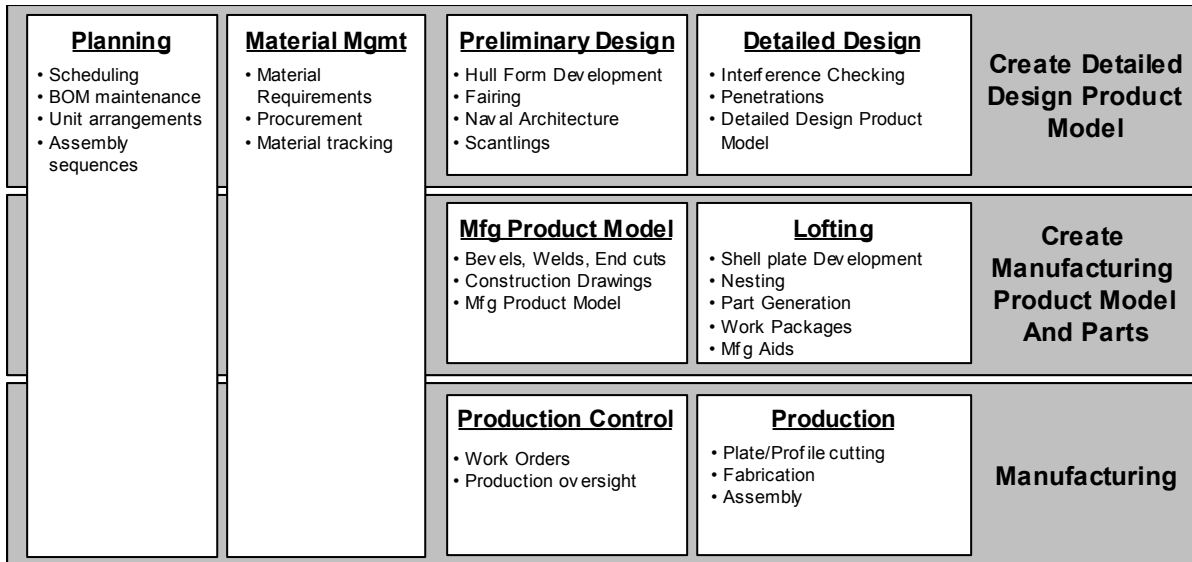 Planning
• Scheduling
• BOM maintenance
• Unit arrangements
• Assembly
sequences
Material Mgmt
• Material
Requirements
• Procurement
• Material tracking
Preliminary Design
• Hull Form Development
• Fairing
• Naval Architecture
• Scantlings
Detailed Design
• Interference Checking
• Penetrations
• Detailed Design Product
Model
Create Detailed
Design Product
Model
Mfg Product Model
• Bevels, Welds, End cuts
• Construction Drawings
• Mfg Product Model
Lofting
• Shell plate Development
• Nesting
• Part Generation
• Work Packages
• Mfg Aids
Create
Manufacturing
Product Model
And Parts
Production Control
• Work Orders
• Production oversight
Production
• Plate/Profile cutting
• Fabrication
• Assembly
Manufacturing